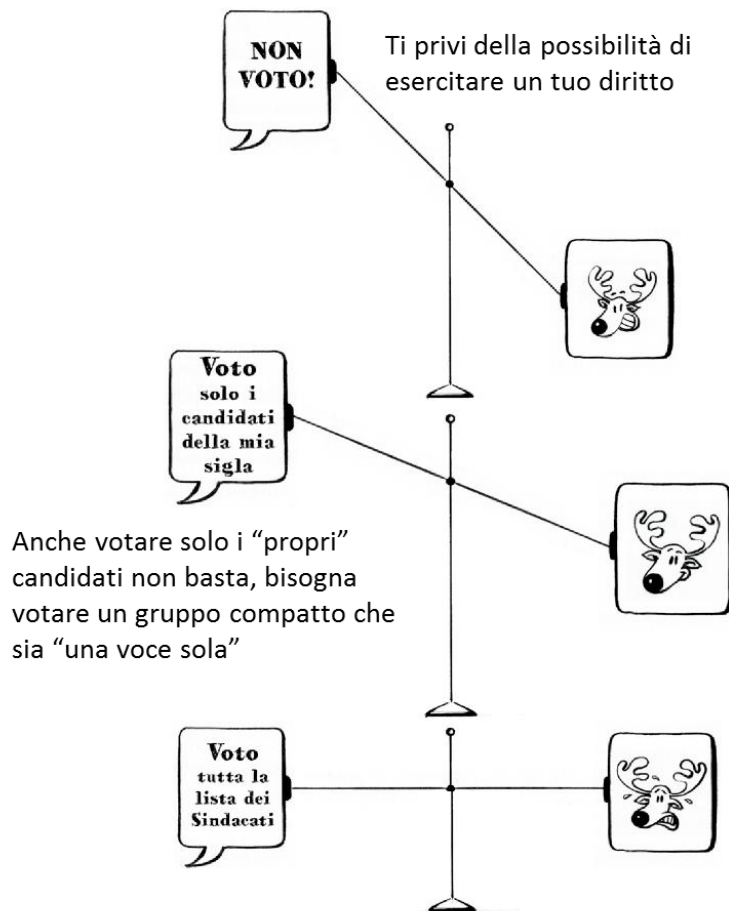 NON
VOTO!
Ti privi della possibilità di
esercitare un tuo diritto
Voto
solo i
candidati
della mia
sigla
Anche votare solo i “propri”
candidati non basta, bisogna
votare un gruppo compatto che
sia “una voce sola”
Voto
tutta la
lista dei
Sindacati